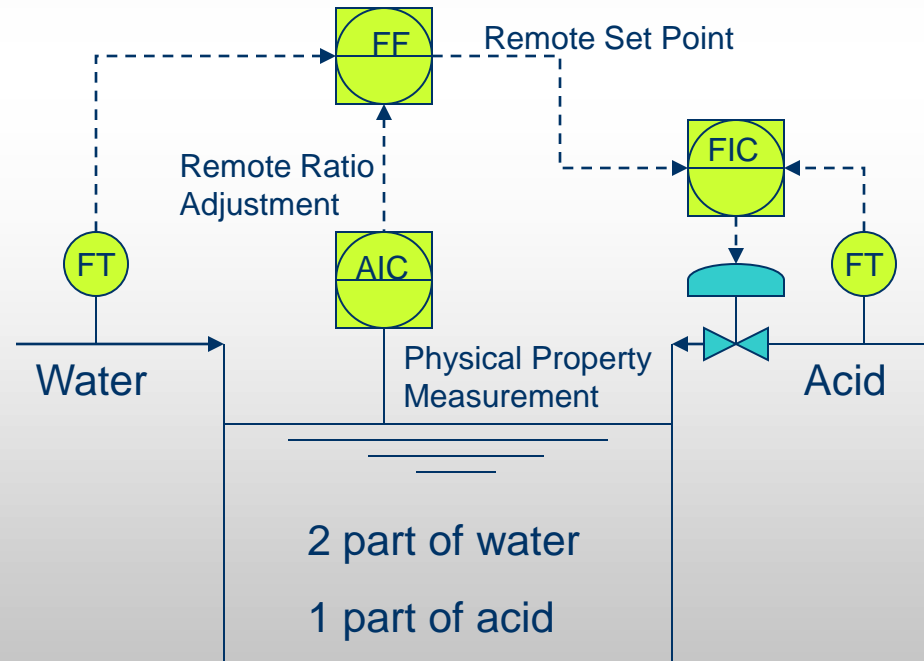 FF
Remote Set Point
FIC
Remote Ratio
Adjustment
FT
AIC
FT
Physical Property
Measurement
Water
Acid
2 part of water
1 part of acid